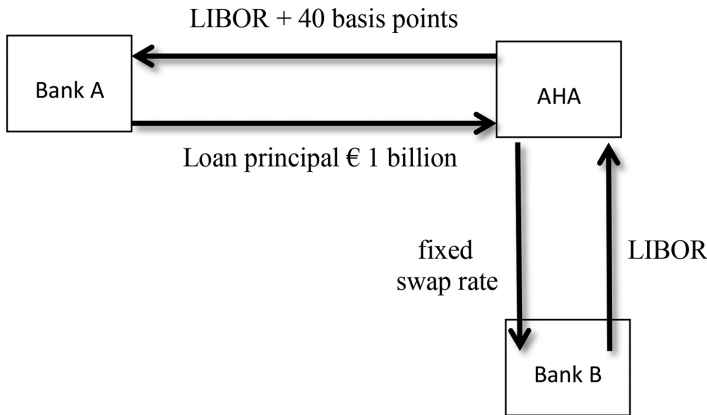 LIBOR + 40 basis points
Bank A
AHA
Loan principal € 1 billion
fixed
swap rate
LIBOR
Bank B